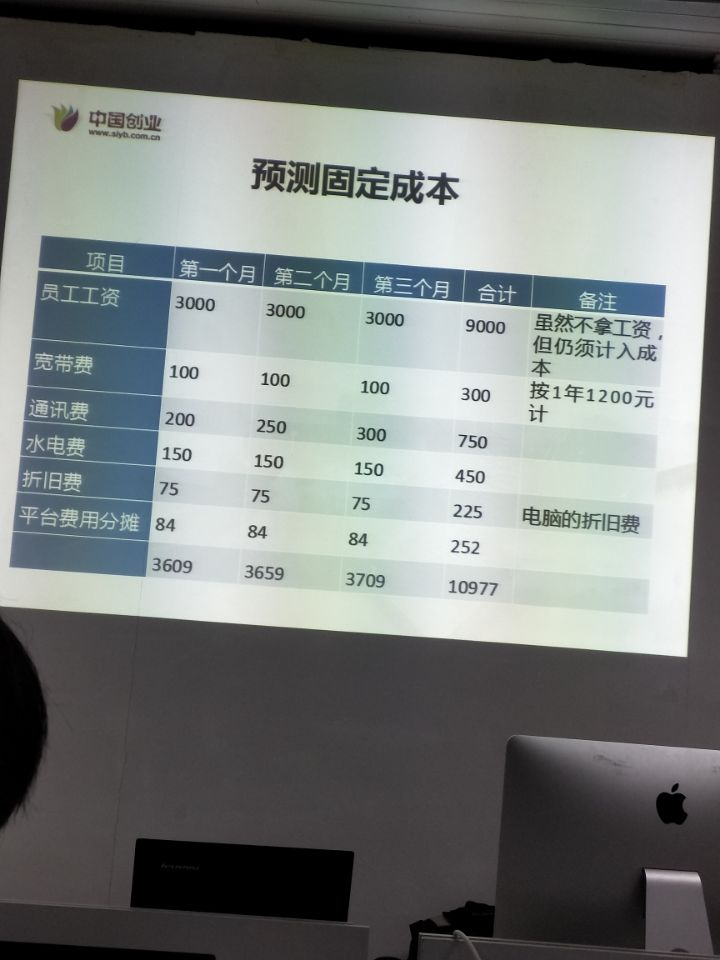 中国创业
www.siyb.com.cn
预测固定成本
项目 第一个月 第二个月 第三个月 合计 备注
员工工资 3000 3000 3000 9000 虽然不拿工资，
但仍须计入成
本
宽带费 100 100 100 300 按1年1200元
计
通讯费 200 250 300 750
水电费 150 150 150 450
折旧费 75 75 75 225 电脑的折旧费
平台费用分摊 84 84 84 252
3609 3659 3709 10977
lenovo